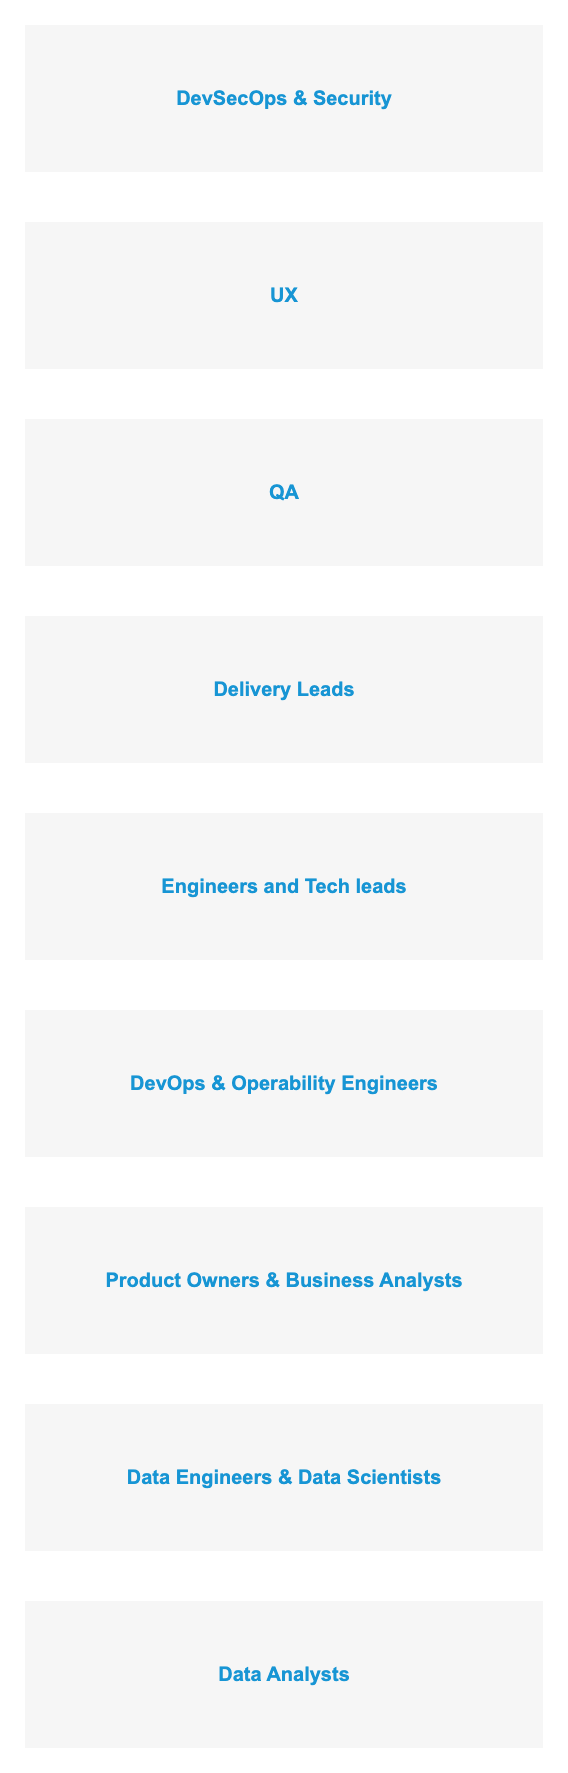 DevSecOps & Security
UX
QA
Delivery Leads
Engineers and Tech leads
DevOps & Operability Engineers
Product Owners & Business Analysts
Data Engineers & Data Scientists
Data Analysts